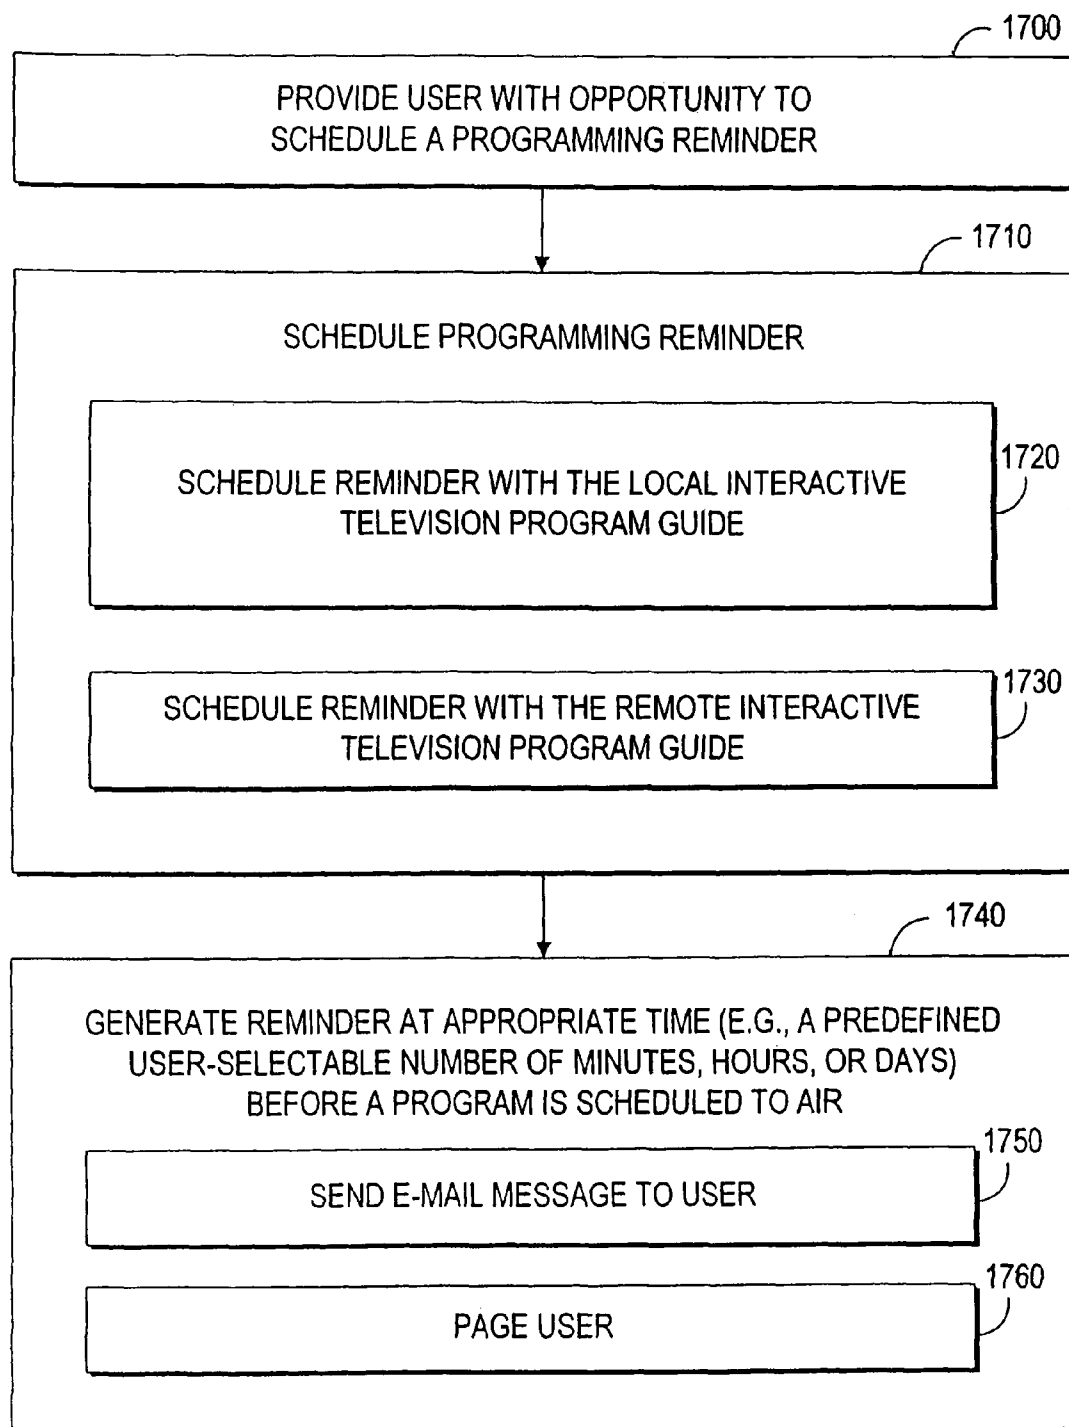 1700
PROVIDE USER WITH OPPORTUNITY TO
SCHEDULE A PROGRAMMING REMINDER
1710
SCHEDULE PROGRAMMING REMINDER
1720
SCHEDULE REMINDER WITH THE LOCAL INTERACTIVE
TELEVISION PROGRAM GUIDE
1730
SCHEDULE REMINDER WITH THE REMOTE INTERACTIVE
TELEVISION PROGRAM GUIDE
1740
GENERATE REMINDER AT APPROPRIATE TIME (E.G., A PREDEFINED
USER-SELECTABLE NUMBER OF MINUTES, HOURS, OR DAYS)
BEFORE A PROGRAM IS SCHEDULED TO AIR
1750
SEND E-MAIL MESSAGE TO USER
1760
PAGE USER